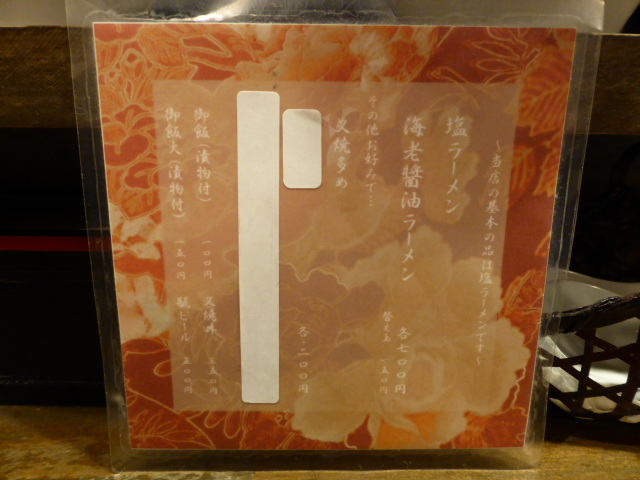 ~当店の基本の品は塩ラーメンです~
塩ラーメン
海老醤油ラーメン
各七〇〇円
替え玉 一五〇円
その他お好みで…
叉焼多め
各+二〇〇円
御飯(漬物付) 一〇〇円
御飯大(漬物付) 一五〇円
叉焼丼 三五〇円
瓶ビール 五〇〇円